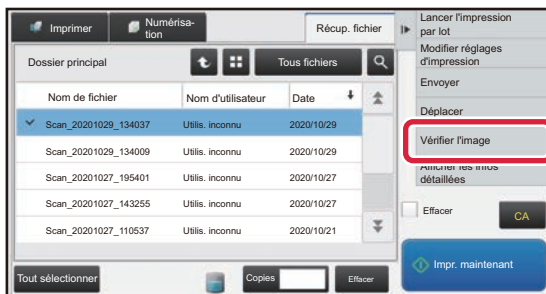 Imprimer
Numérisa-
tion
Récup. fichier
Dossier principal
Tous fichiers
Nom de fichier Nom d'utilisateur Date
Scan_20201029_134037 Utilis. inconnu 2020/10/29
Scan_20201029_134009 Utilis. inconnu 2020/10/29
Scan_20201027_195401 Utilis. inconnu 2020/10/27
Scan_20201027_143255 Utilis. inconnu 2020/10/27
Scan_20201027_110537 Utilis. inconnu 2020/10/21
Tout sélectionner
Copies
Effacer
Lancer l'impression
par lot
Modifier réglages
d'impression
Envoyer
Déplacer
Vérifier l'image
Afficher les infos
détaillées
Effacer
CA
Impr. maintenant